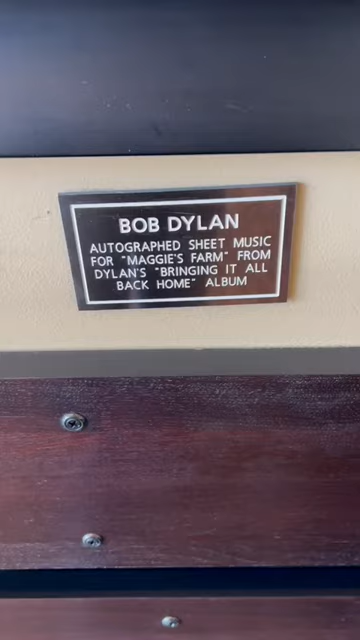 BOB DYLAN
AUTOGRAPHED SHEET MUSIC
FOR "MAGGIE'S FARM" FROM
DYLAN'S "BRINGING IT ALL
BACK HOME" ALBUM